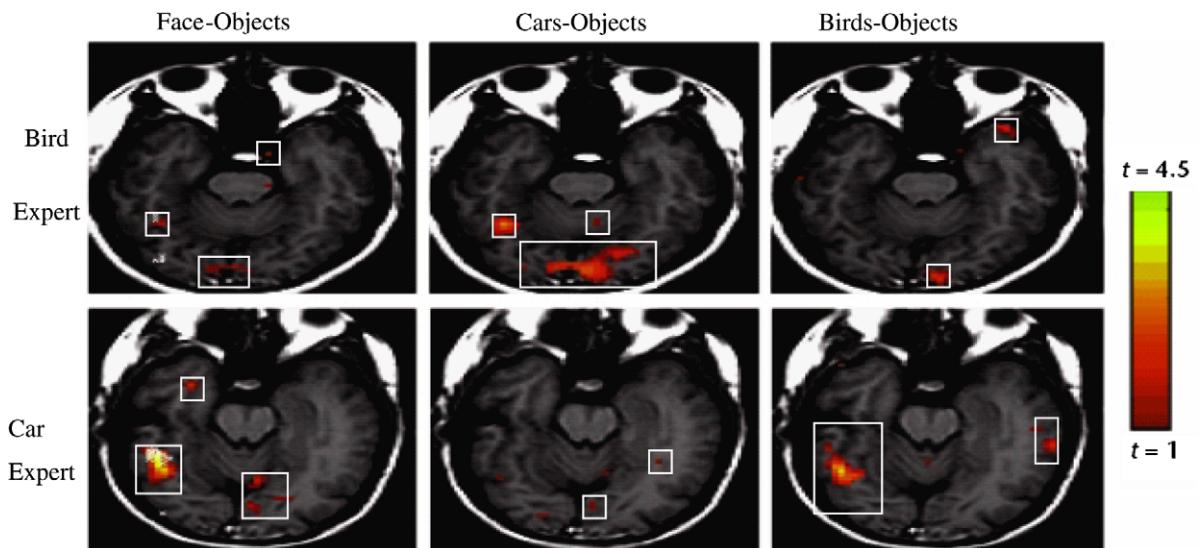 Face-Objects
Cars-Objects
Birds-Objects
Bird
Expert
Car
Expert
t = 4.5
t = 1